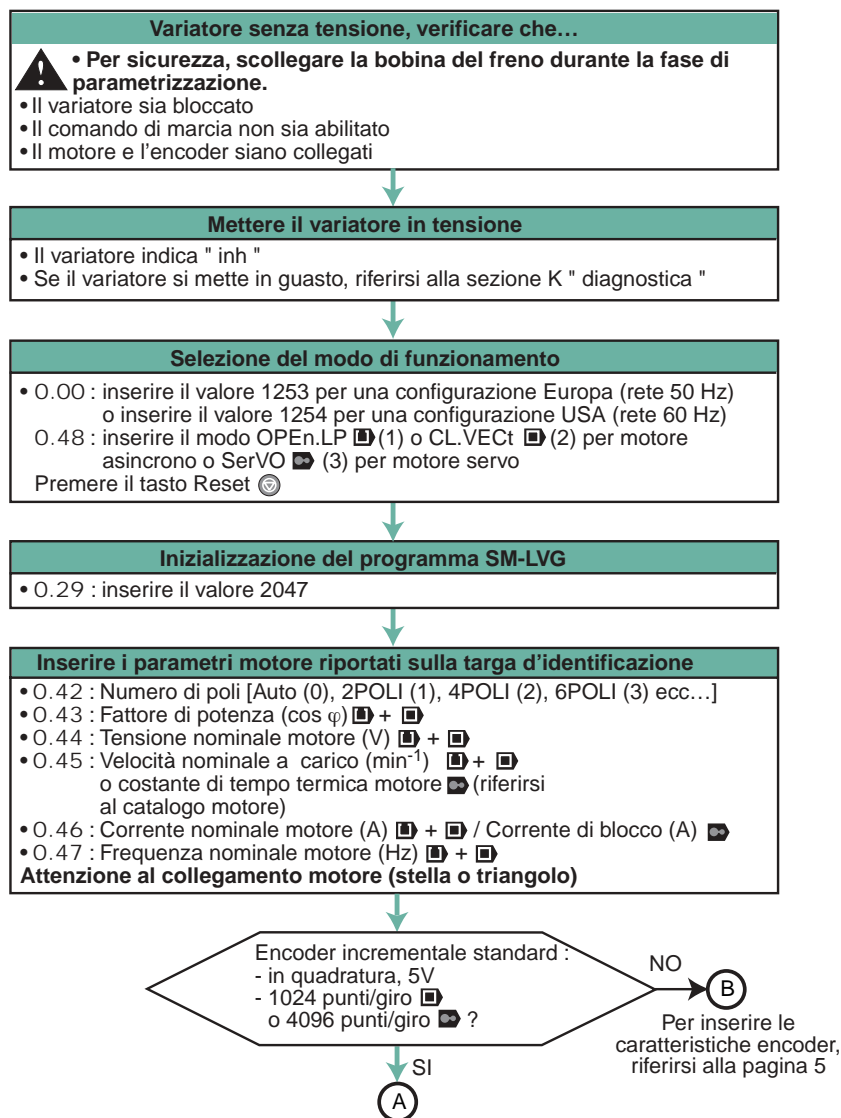 Variatore senza tensione, verificare che…
! • Per sicurezza, scollegare la bobina del freno durante la fase di
parametrizzazione.
• Il variatore sia bloccato
• Il comando di marcia non sia abilitato
• Il motore e l'encoder siano collegati
Mettere il variatore in tensione
• Il variatore indica " inh "
• Se il variatore si mette in guasto, riferirsi alla sezione K " diagnostica "
Selezione del modo di funzionamento
• 0.00 : inserire il valore 1253 per una configurazione Europa (rete 50 Hz)
o inserire il valore 1254 per una configurazione USA (rete 60 Hz)
0.48 : inserire il modo OPEn.LP (1) o CL.VECt (2) per motore
asincrono o SerVO (3) per motore servo
Premere il tasto Reset
Inizializzazione del programma SM-LVG
• 0.29 : inserire il valore 2047
Inserire i parametri motore riportati sulla targa d'identificazione
• 0.42 : Numero di poli [Auto (0), 2POLI (1), 4POLI (2), 6POLI (3) ecc…]
• 0.43 : Fattore di potenza (cos φ) +
• 0.44 : Tensione nominale motore (V) +
• 0.45 : Velocità nominale a carico (min-1) +
o costante di tempo termica motore (riferirsi
al catalogo motore)
• 0.46 : Corrente nominale motore (A) + / Corrente di blocco (A)
• 0.47 : Frequenza nominale motore (Hz) +
Attenzione al collegamento motore (stella o triangolo)
Encoder incrementale standard :
- in quadratura, 5V
- 1024 punti/giro
o 4096 punti/giro ?
NO
B
Per inserire le
caratteristiche encoder,
riferirsi alla pagina 5
SI
A